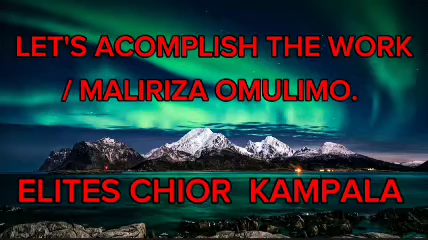 LET'S ACOMPLISH THE WORK
/ MALIRIZA OMULIMO.
ELITES CHIOR KAMPALA